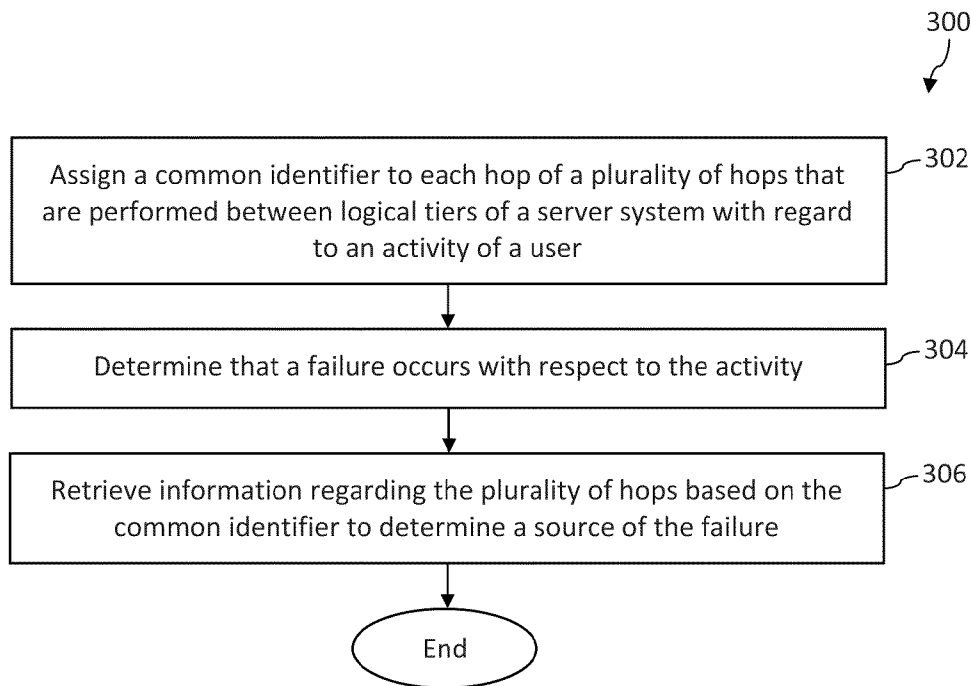 300
Assign a common identifier to each hop of a plurality of hops that
are performed between logical tiers of a server system with regard
to an activity of a user
302
Determine that a failure occurs with respect to the activity
304
Retrieve information regarding the plurality of hops based on the
common identifier to determine a source of the failure
306
End